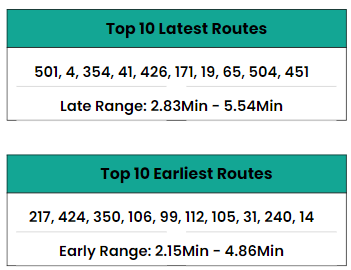 Top 10 Latest Routes
501, 4, 354, 41, 426, 171, 19, 65, 504, 451
Late Range: 2.83Min - 5.54Min
Top 10 Earliest Routes
217, 424, 350, 106, 99, 112, 105, 31, 240, 14
Early Range: 2.15Min - 4.86Min